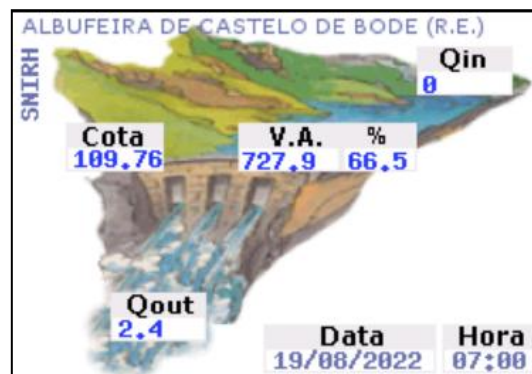 ALBUFEIRA DE CASTELO DE BODE (R.E.)
SNIRH
Qin
0
Cota V.A. %
109.76 727.9 66.5
Qout
2.4
Data Hora
19/08/2022 07:00